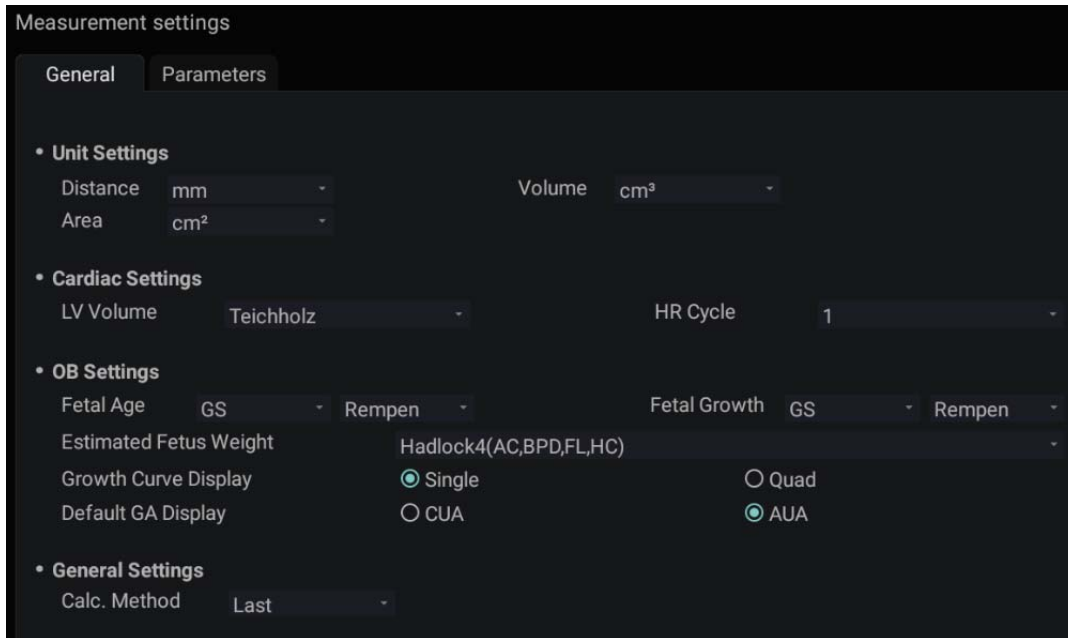 Measurement settings
General Parameters
• Unit Settings
Distance mm Volume cm³
Area cm²
• Cardiac Settings
LV Volume Teichholz HR Cycle 1
• OB Settings
Fetal Age GS Rempen Fetal Growth GS Rempen
Estimated Fetus Weight Hadlock4(AC,BPD,FL,HC)
Growth Curve Display Single Quad
Default GA Display CUA AUA
• General Settings
Calc. Method Last